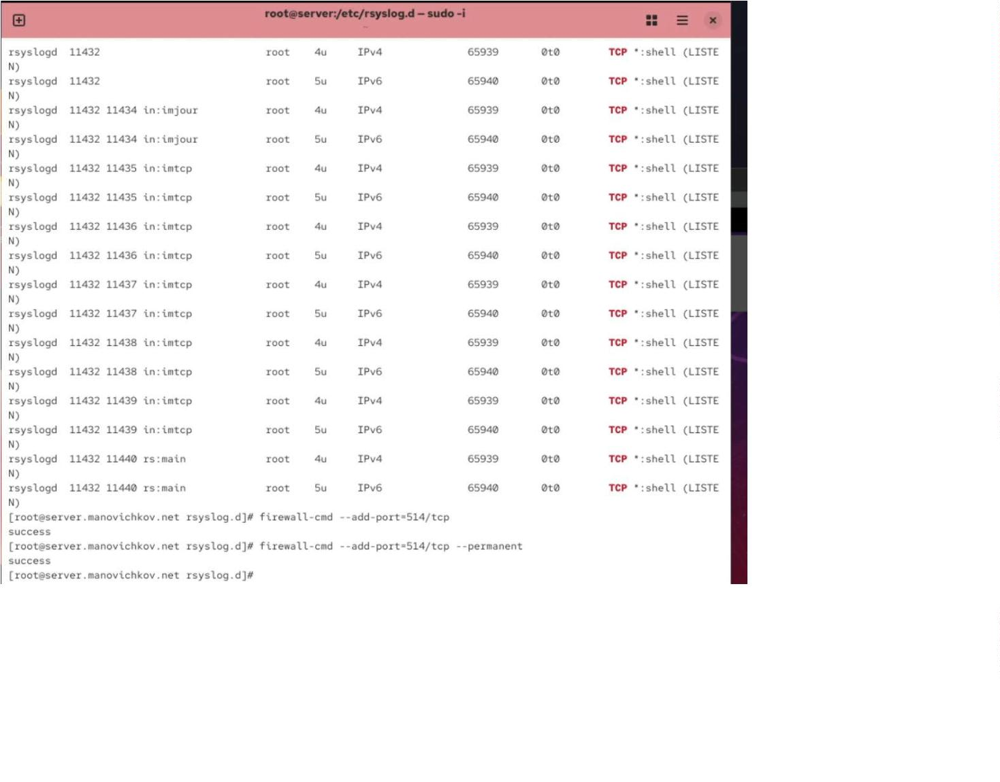 root@server:/etc/rsyslog.d — sudo -i
rsyslogd  11432                           root    4u     IPv4              65939       0t0        TCP *:shell (LISTE
N)
rsyslogd  11432                           root    5u     IPv6              65940       0t0        TCP *:shell (LISTE
N)
rsyslogd  11432 11434 in:imjour           root    4u     IPv4              65939       0t0        TCP *:shell (LISTE
N)
rsyslogd  11432 11434 in:imjour           root    5u     IPv6              65940       0t0        TCP *:shell (LISTE
N)
rsyslogd  11432 11435 in:imtcp            root    4u     IPv4              65939       0t0        TCP *:shell (LISTE
N)
rsyslogd  11432 11435 in:imtcp            root    5u     IPv6              65940       0t0        TCP *:shell (LISTE
N)
rsyslogd  11432 11436 in:imtcp            root    4u     IPv4              65939       0t0        TCP *:shell (LISTE
N)
rsyslogd  11432 11436 in:imtcp            root    5u     IPv6              65940       0t0        TCP *:shell (LISTE
N)
rsyslogd  11432 11437 in:imtcp            root    4u     IPv4              65939       0t0        TCP *:shell (LISTE
N)
rsyslogd  11432 11437 in:imtcp            root    5u     IPv6              65940       0t0        TCP *:shell (LISTE
N)
rsyslogd  11432 11438 in:imtcp            root    4u     IPv4              65939       0t0        TCP *:shell (LISTE
N)
rsyslogd  11432 11438 in:imtcp            root    5u     IPv6              65940       0t0        TCP *:shell (LISTE
N)
rsyslogd  11432 11439 in:imtcp            root    4u     IPv4              65939       0t0        TCP *:shell (LISTE
N)
rsyslogd  11432 11439 in:imtcp            root    5u     IPv6              65940       0t0        TCP *:shell (LISTE
N)
rsyslogd  11432 11440 rs:main             root    4u     IPv4              65939       0t0        TCP *:shell (LISTE
N)
rsyslogd  11432 11440 rs:main             root    5u     IPv6              65940       0t0        TCP *:shell (LISTE
N)
[root@server.manovichkov.net rsyslog.d]# firewall-cmd --add-port=514/tcp
success
[root@server.manovichkov.net rsyslog.d]# firewall-cmd --add-port=514/tcp --permanent
success
[root@server.manovichkov.net rsyslog.d]#